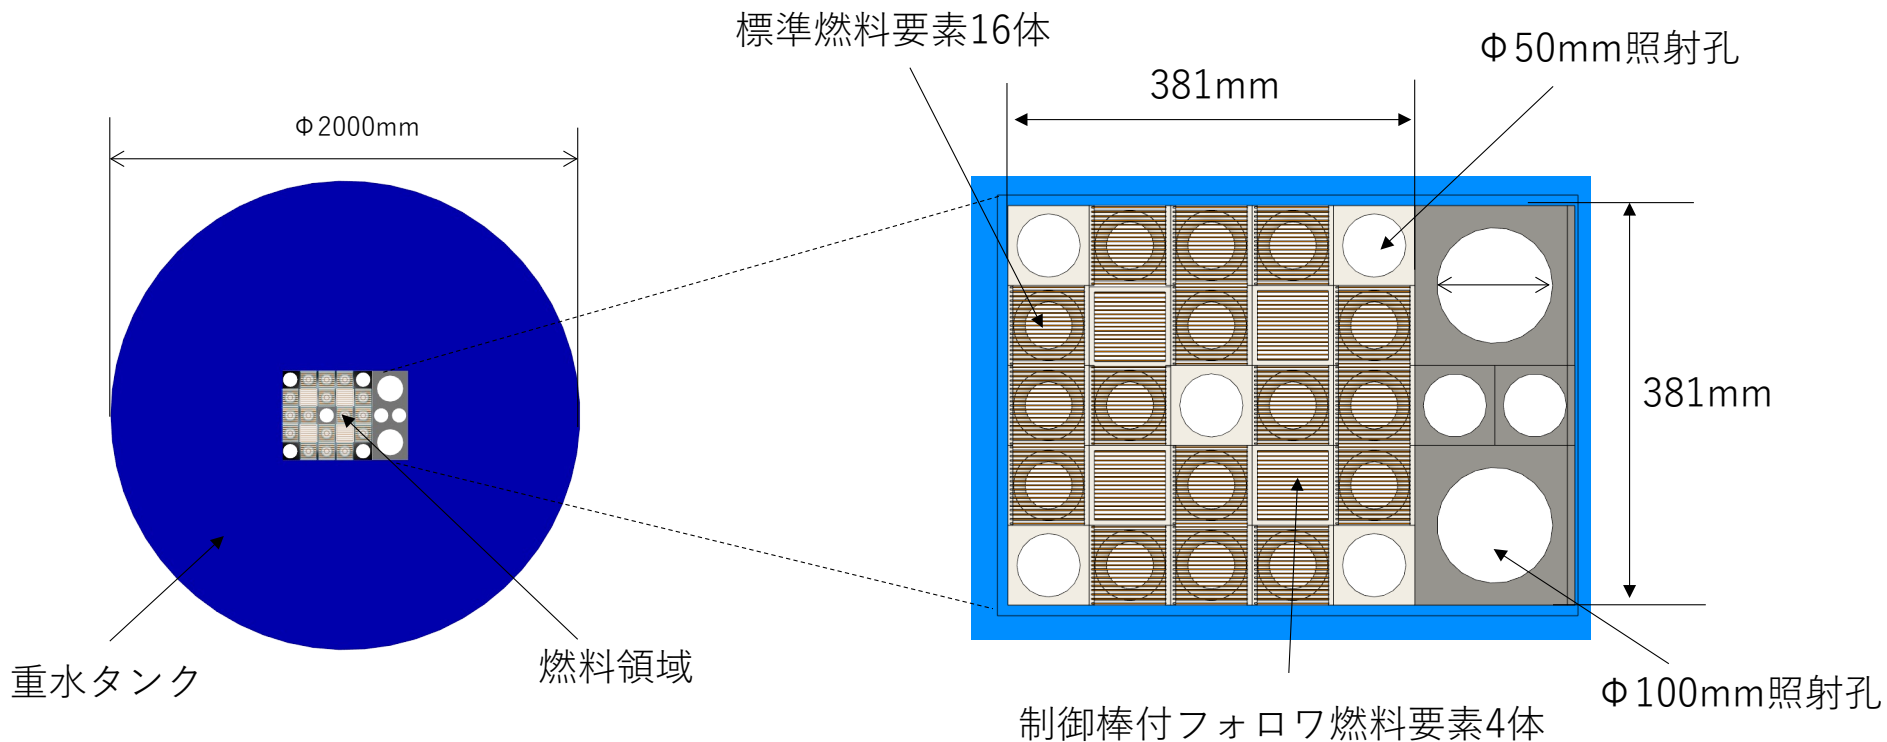 標準燃料要素16体
Φ50mm照射孔
381mm
Φ2000mm
381mm
重水タンク
燃料領域
Φ100mm照射孔
制御棒付フォロワ燃料要素4体